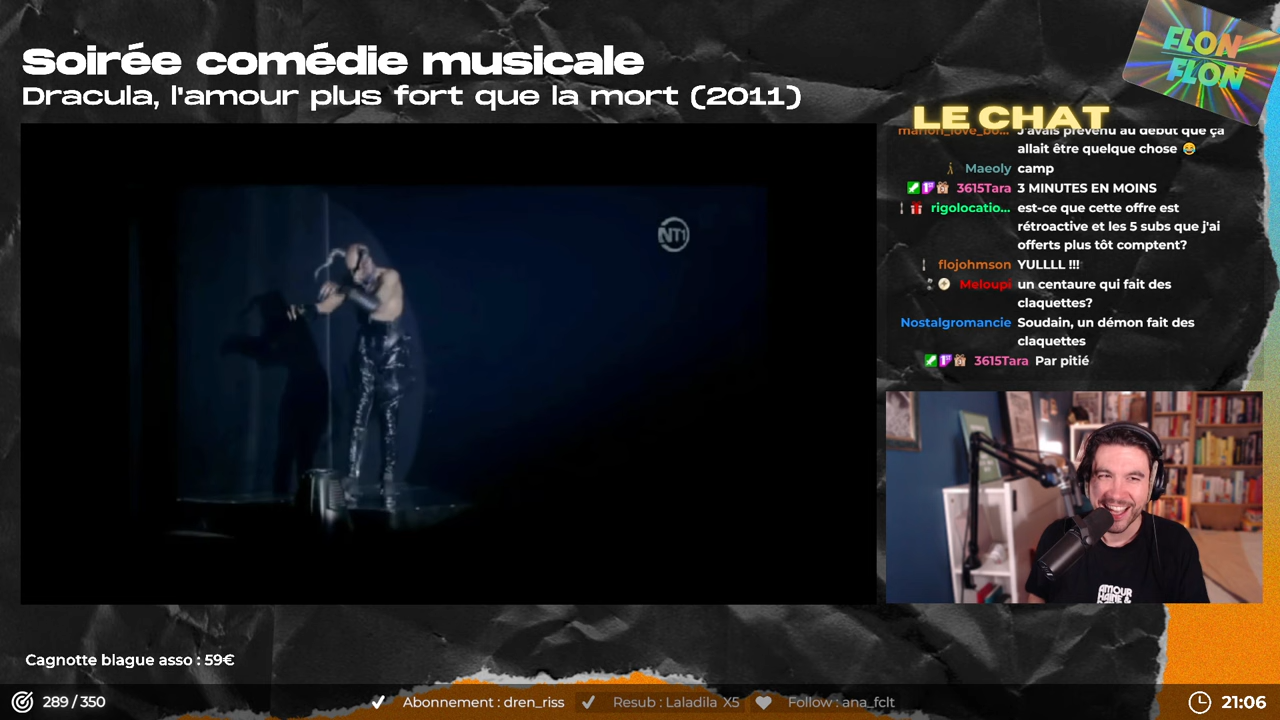 Soirée comédie musicale
Dracula, l'amour plus fort que la mort (2011)
FLON
FLON
LE CHAT
marion_love_bo... J'avais prévenu au début que ça
allait être quelque chose 😂
Maeoly camp
3615Tara 3 MINUTES EN MOINS
rigolocatio... est-ce que cette offre est
rétroactive et les 5 subs que j'ai
offerts plus tôt comptent?
flojohmson YULLLL !!!
Meloupi un centaure qui fait des
claquettes?
Nostalgromancie Soudain, un démon fait des
claquettes
3615Tara Par pitié
NT1
AMOUR
HAINE &
Cagnotte blague asso : 59€
289 / 350
Abonnement : dren_riss
Resub : Laladila X5
Follow : ana_fclt
21:06